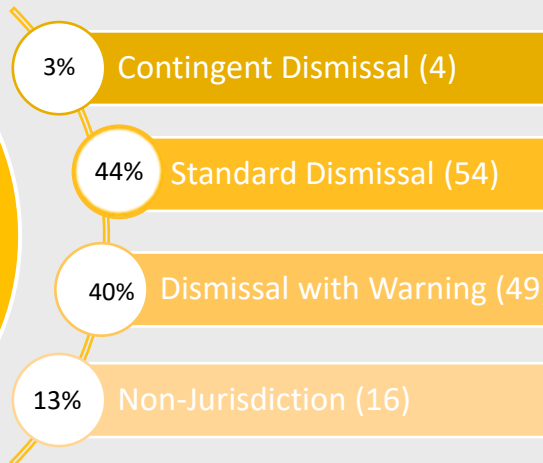 3% Contingent Dismissal (4)
44% Standard Dismissal (54)
40% Dismissal with Warning (49
13% Non-Jurisdiction (16)